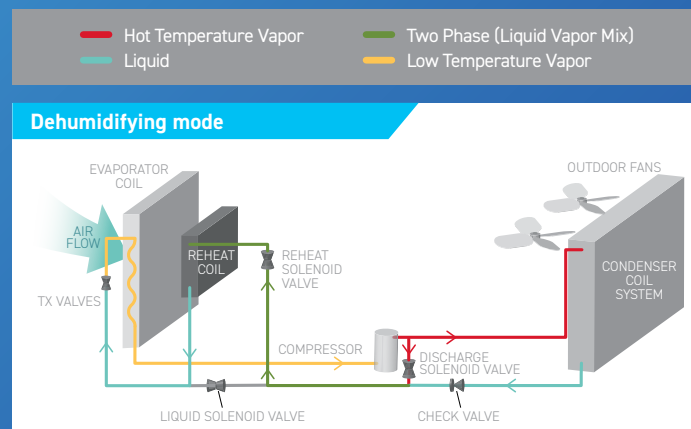 Hot Temperature Vapor
Two Phase (Liquid Vapor Mix)
Liquid
Low Temperature Vapor
Dehumidifying mode
EVAPORATOR
COIL
OUTDOOR FANS
AIR
FLOW
REHEAT
COIL
REHEAT
SOLENOID
VALVE
CONDENSER
COIL
SYSTEM
TX VALVES
COMPRESSOR
DISCHARGE
SOLENOID VALVE
LIQUID SOLENOID VALVE
CHECK VALVE